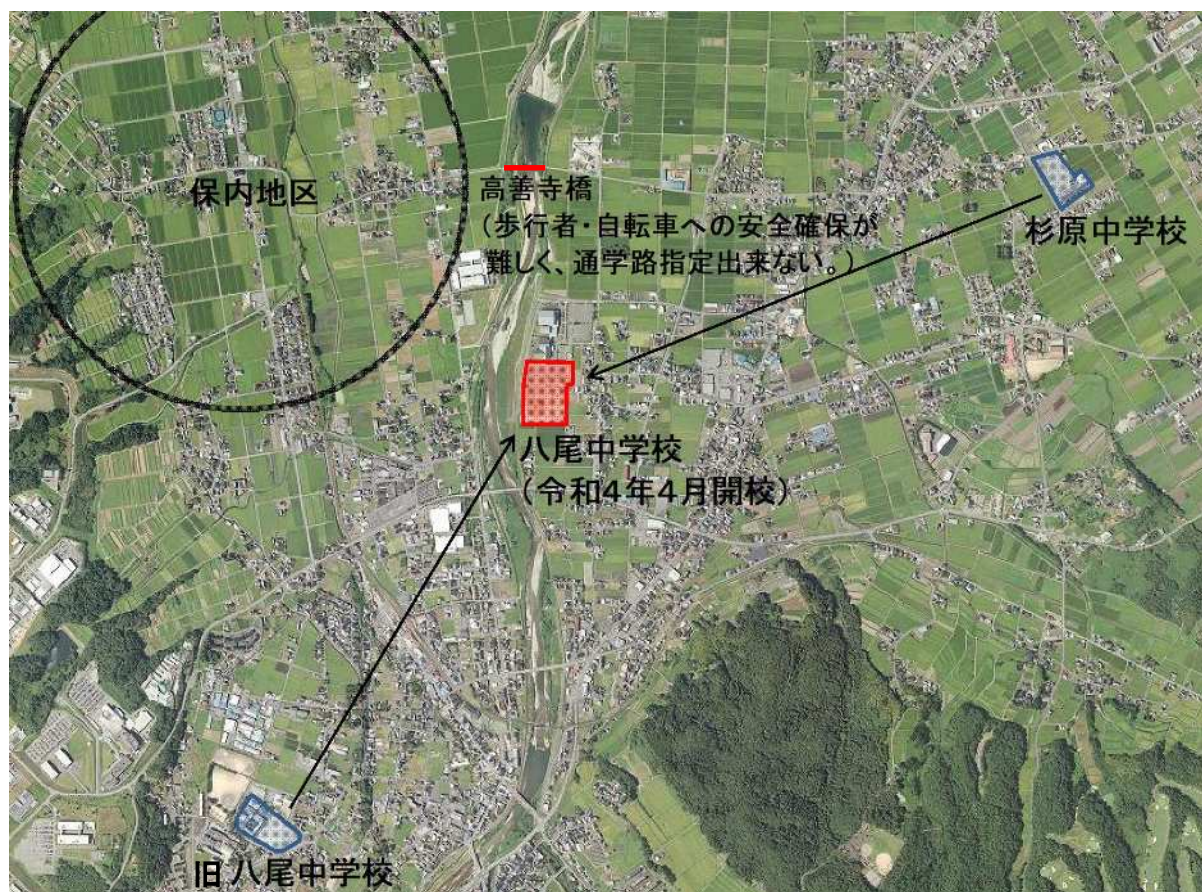 保内地区
高善寺橋
（歩行者・自転車への安全確保が
難しく、通学路指定出来ない。）
杉原中学校
八尾中学校
（令和4年4月開校）
旧 八尾中学校